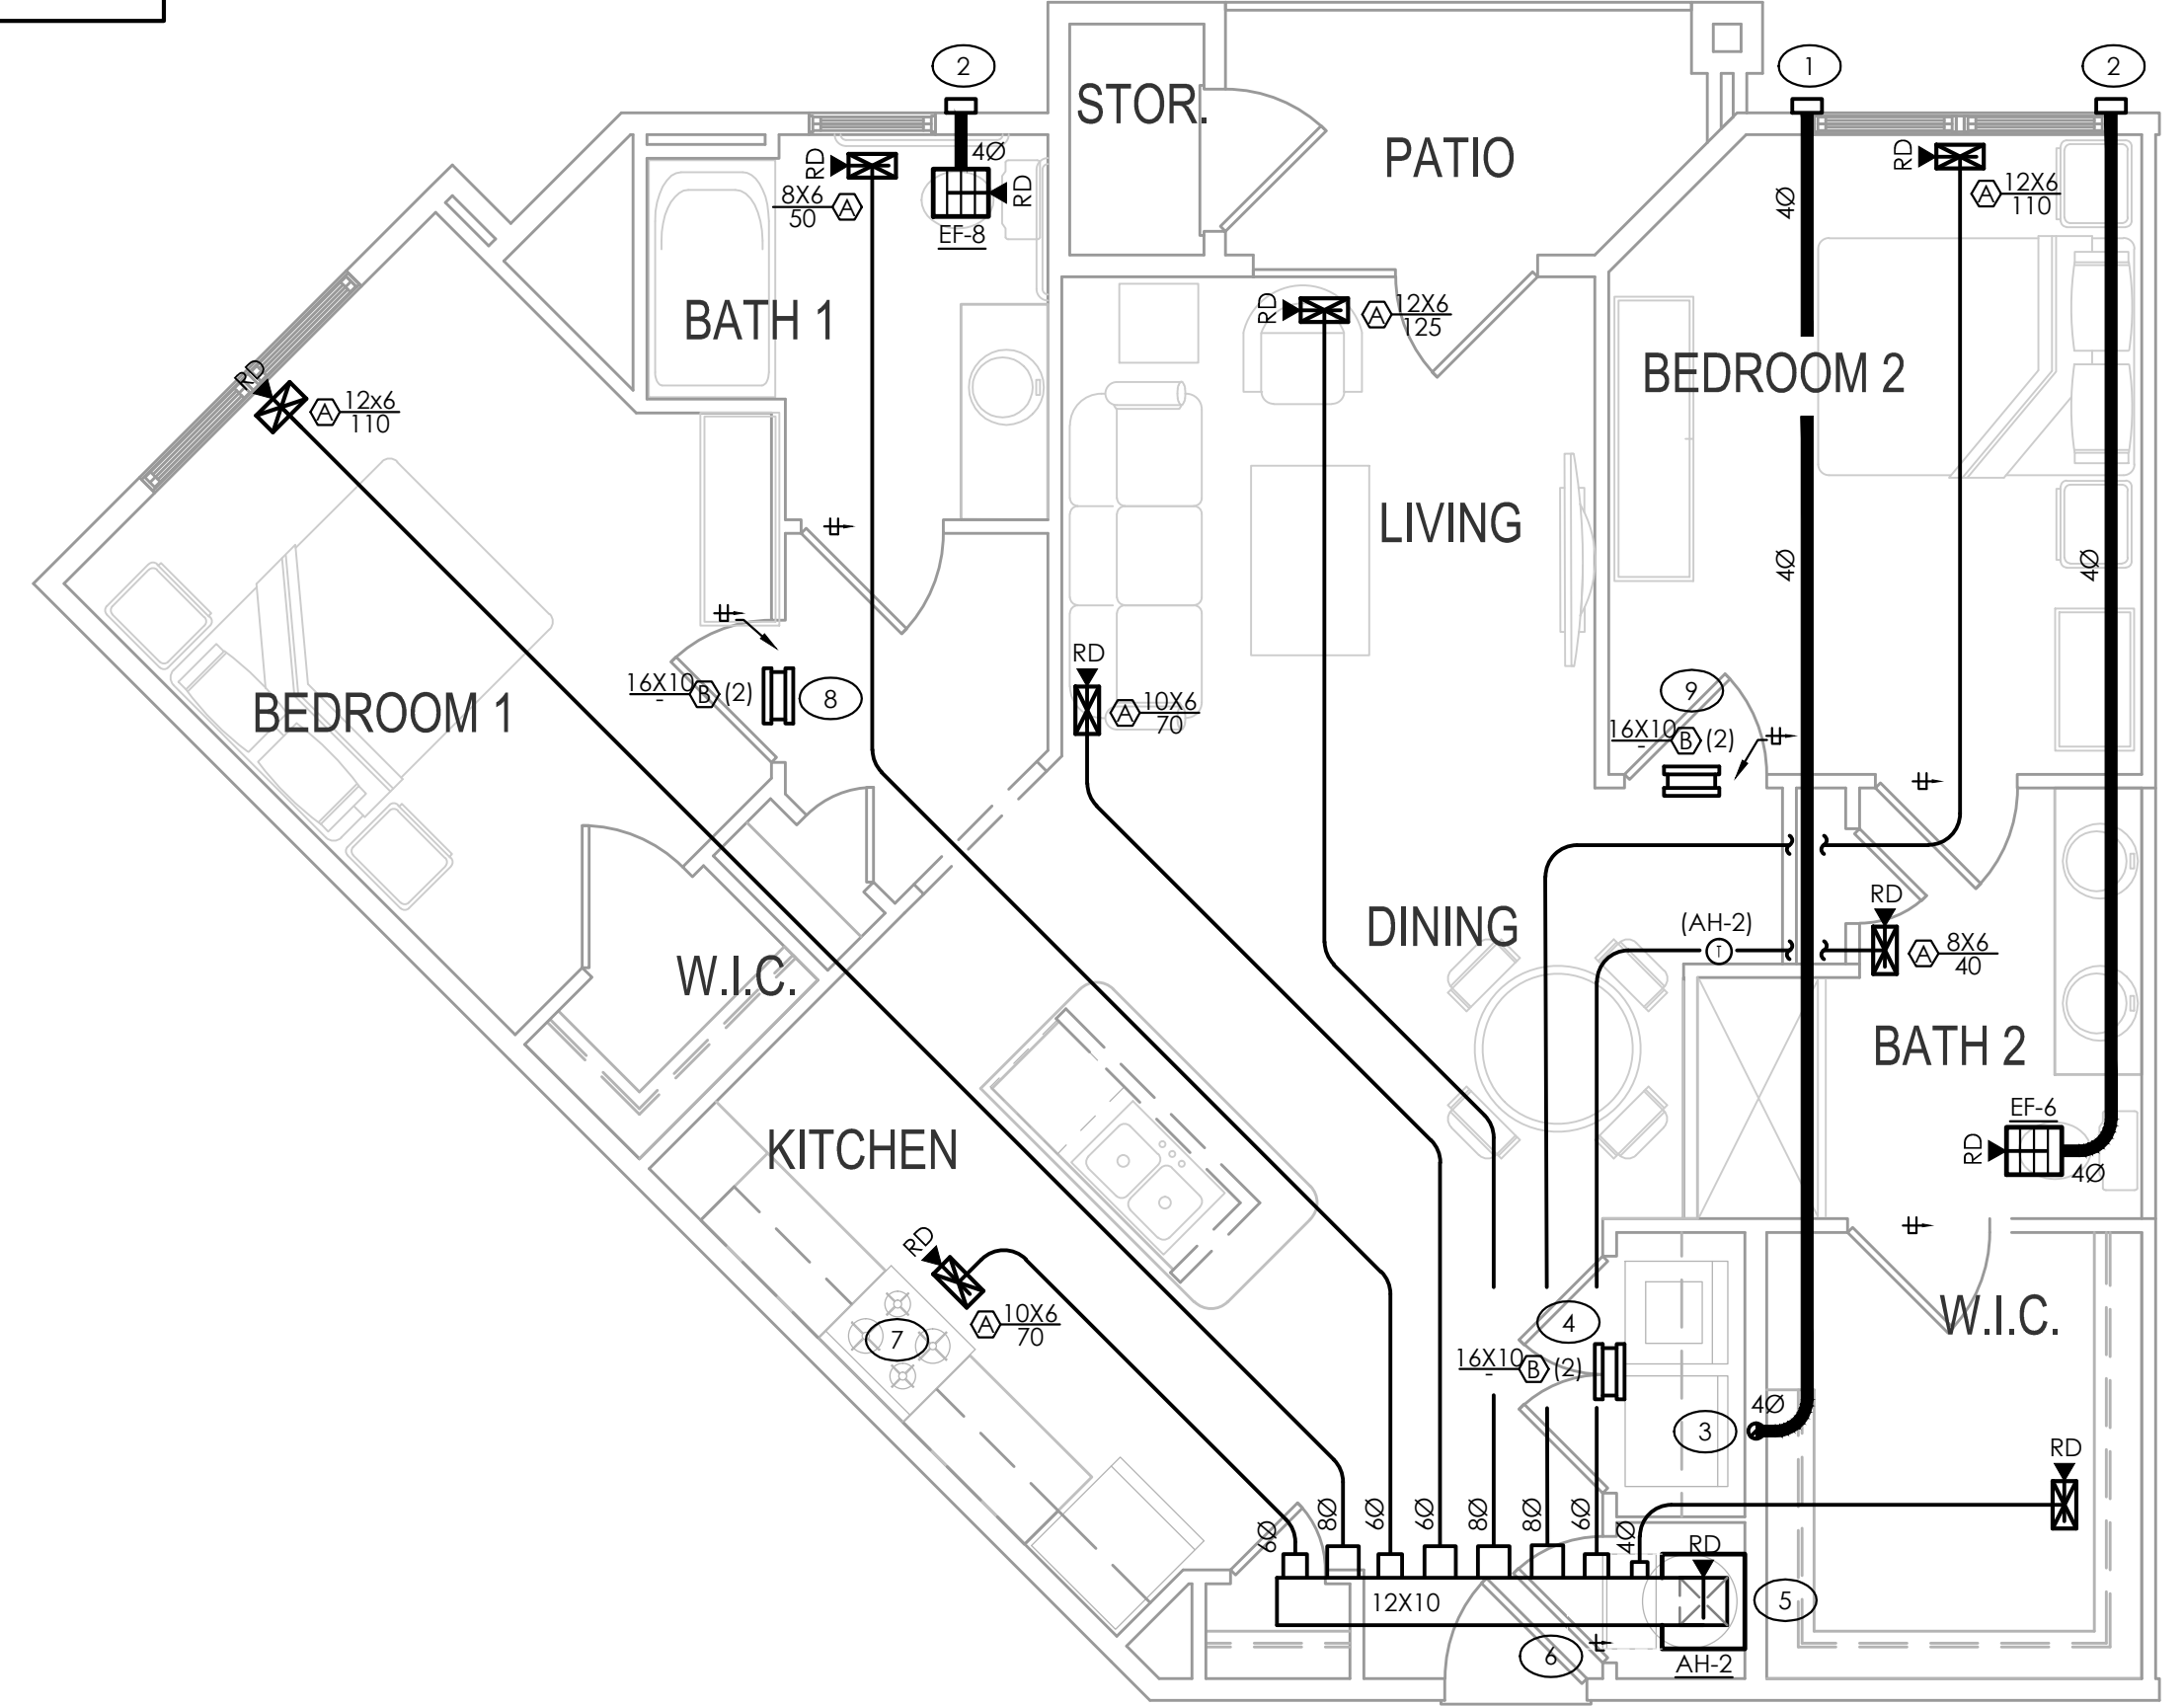 2
1
2
STOR.
PATIO
RD
4Ø
RD
8X6
50
A
EF-8
4Ø
RD
A
12X6
110
BATH 1
RD
A
12X6
125
BEDROOM 2
RD
A
12x6
110
LIVING
4Ø
4Ø
BEDROOM 1
16X10
-
B
(2)
8
RD
A
10X6
70
9
16X10
-
B
(2)
DINING
(AH-2)
T
RD
A
8X6
40
W.I.C.
BATH 2
KITCHEN
EF-6
RD
4Ø
RD
A
10X6
70
7
4
16X10
-
B
(2)
W.I.C.
3
4Ø
RD
6Ø
8Ø
6Ø
6Ø
8Ø
8Ø
6Ø
4Ø
RD
12X10
5
6
AH-2